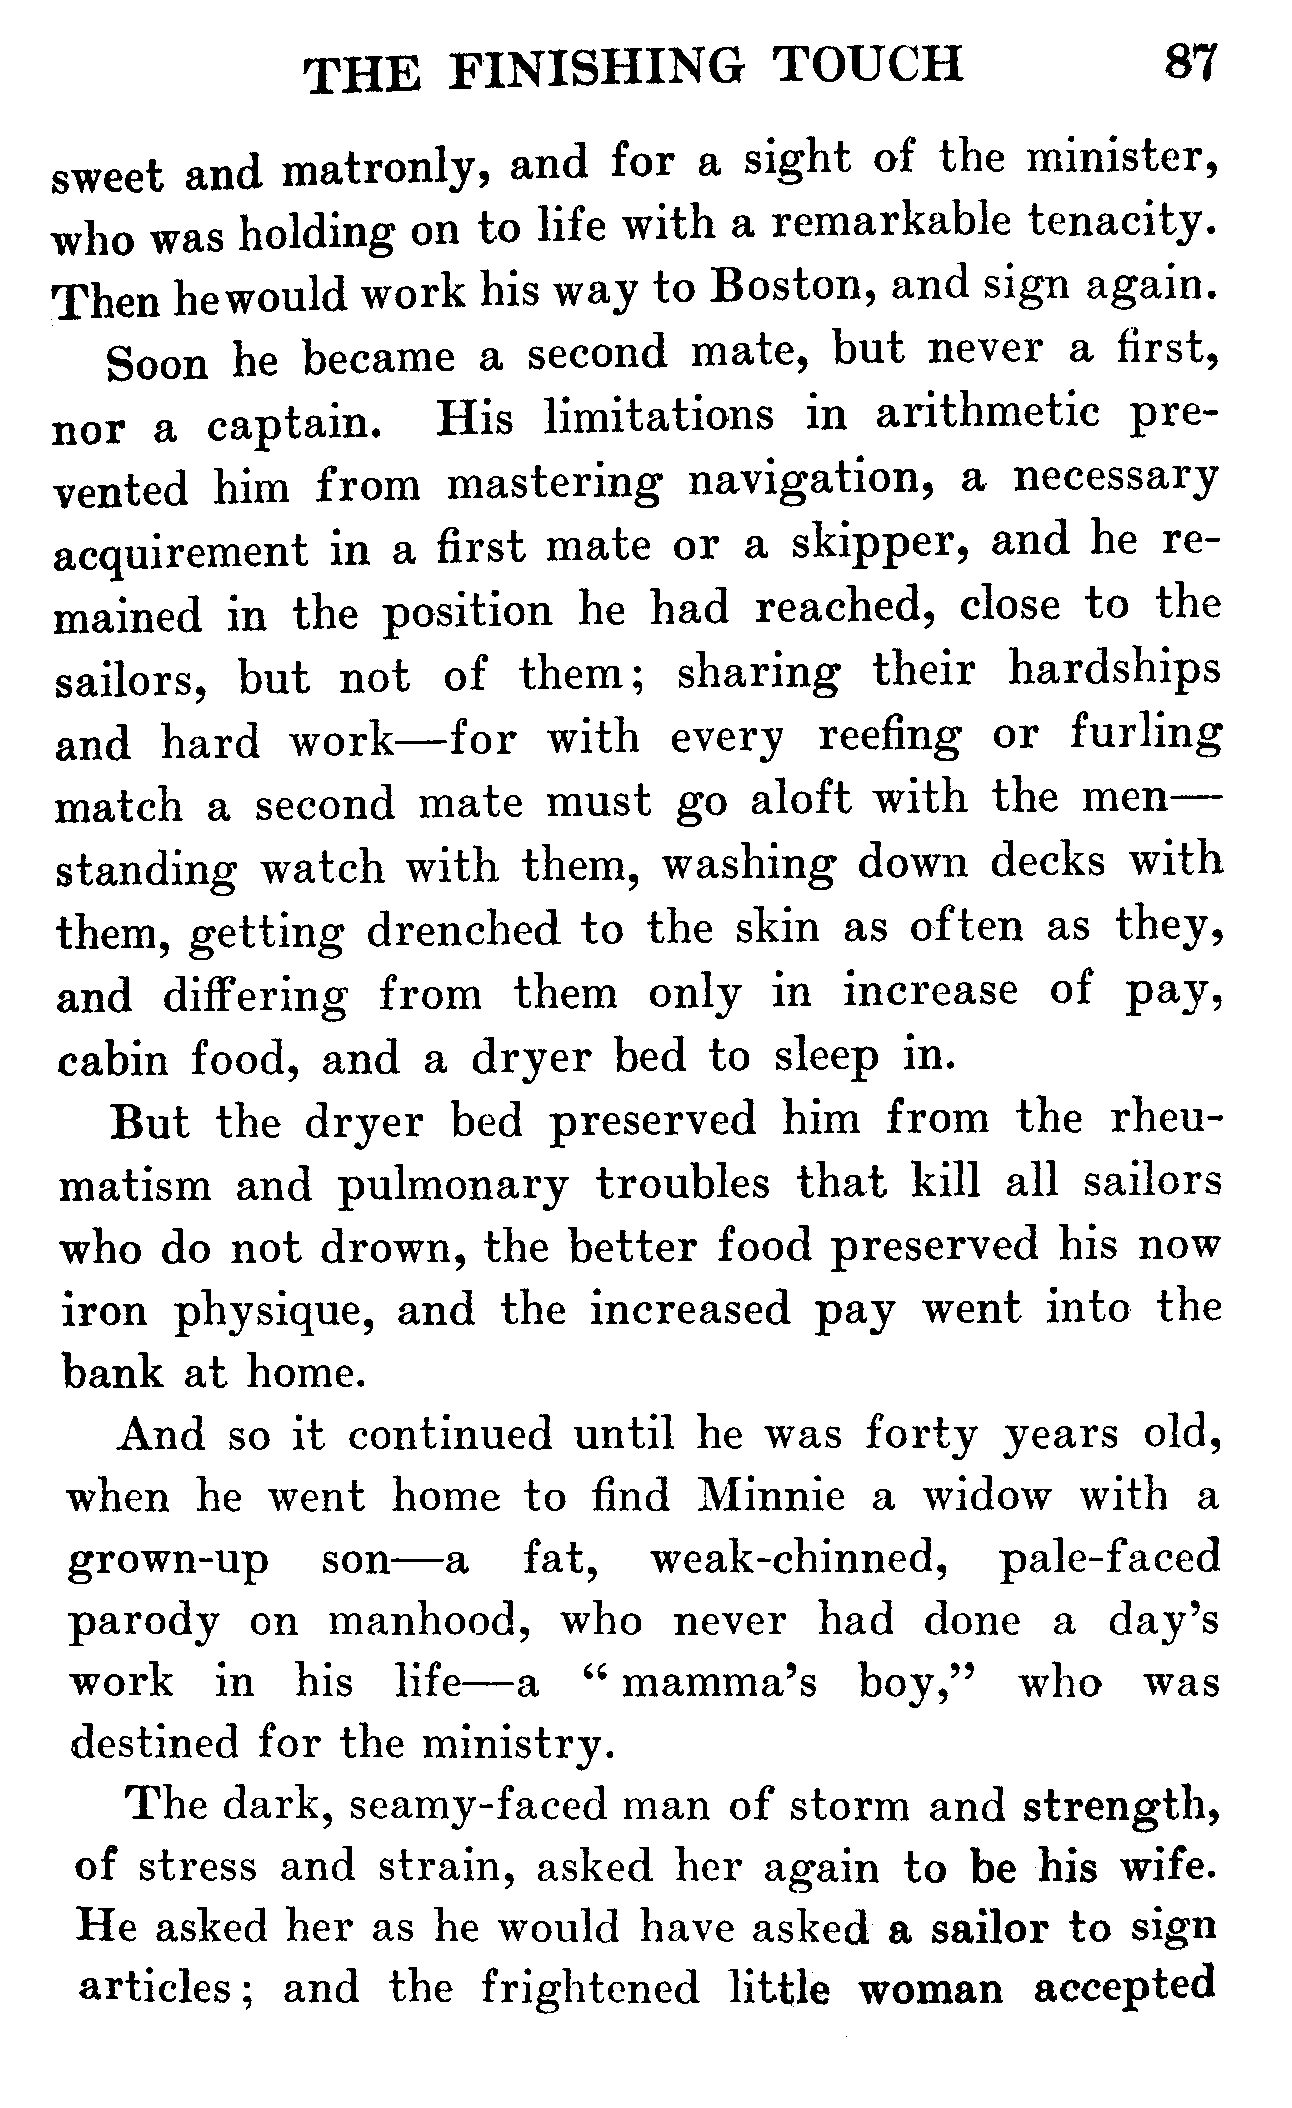 THE FINISHING TOUCH 87
sweet and matronly, and for a sight of the minister,
who was holding on to life with a remarkable tenacity.
Then he would work his way to Boston, and sign again.
Soon he became a second mate, but never a first,
nor a captain. His limitations in arithmetic pre-
vented him from mastering navigation, a necessary
acquirement in a first mate or a skipper, and he re-
mained in the position he had reached, close to the
sailors, but not of them; sharing their hardships
and hard work—for with every reefing or furling
match a second mate must go aloft with the men—
standing watch with them, washing down decks with
them, getting drenched to the skin as often as they,
and differing from them only in increase of pay,
cabin food, and a dryer bed to sleep in.
But the dryer bed preserved him from the rheu-
matism and pulmonary troubles that kill all sailors
who do not drown, the better food preserved his now
iron physique, and the increased pay went into the
bank at home.
And so it continued until he was forty years old,
when he went home to find Minnie a widow with a
grown-up son—a fat, weak-chinned, pale-faced
parody on manhood, who never had done a day's
work in his life—a "mamma's boy," who was
destined for the ministry.
The dark, seamy-faced man of storm and strength,
of stress and strain, asked her again to be his wife.
He asked her as he would have asked a sailor to sign
articles; and the frightened little woman accepted